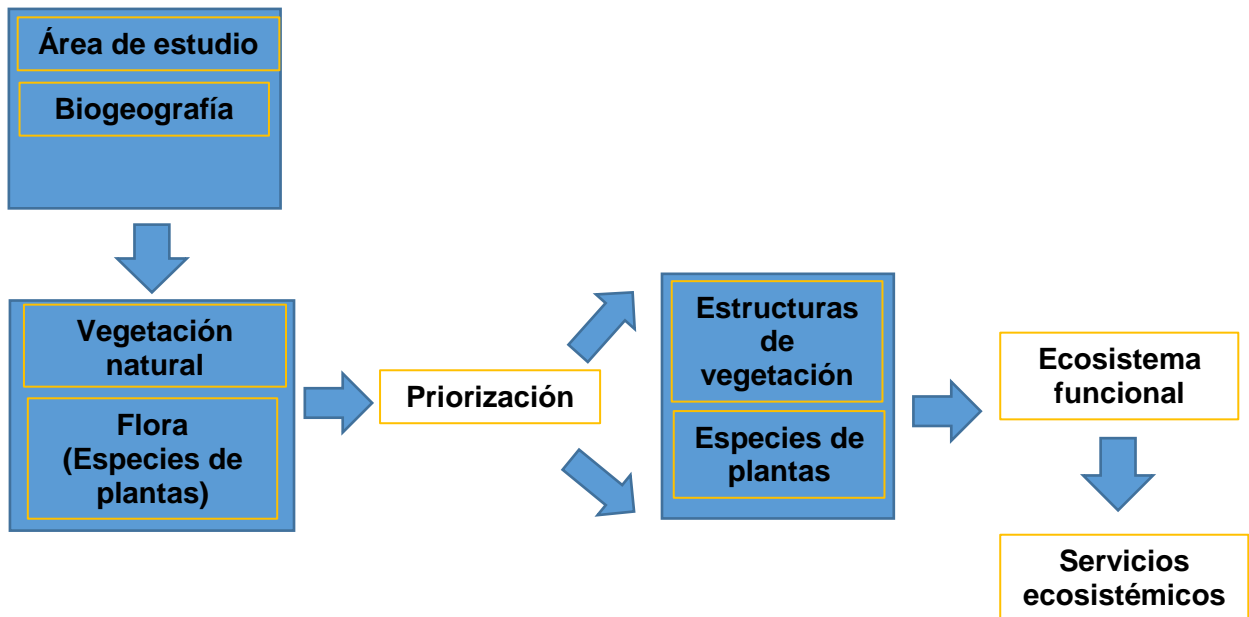 Área de estudio
Biogeografía
Vegetación
natural
Flora
(Especies de
plantas)
Priorización
Estructuras
de
vegetación
Especies de
plantas
Ecosistema
funcional
Servicios
ecosistémicos